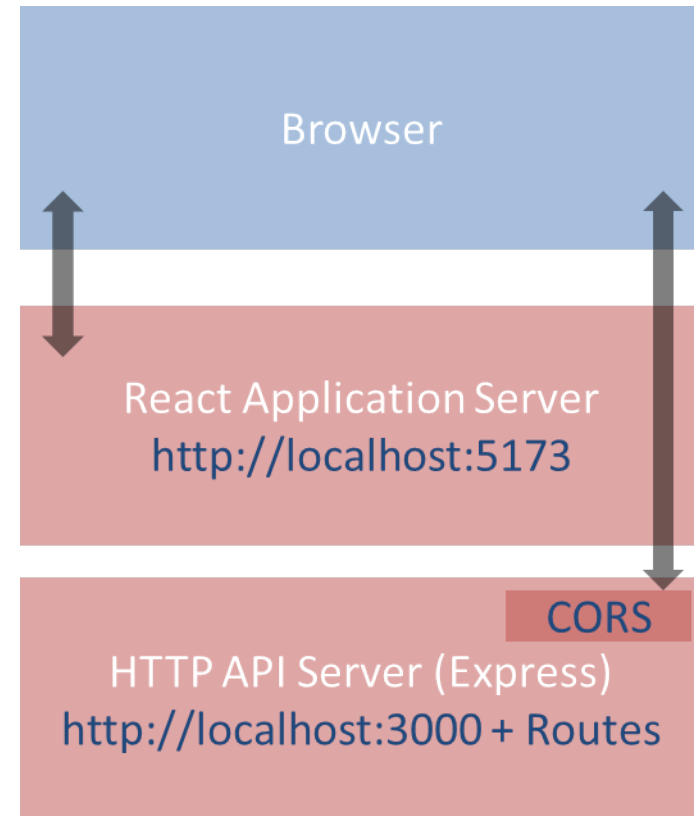 Browser
React Application Server
http://localhost:5173
CORS
HTTP API Server (Express)
http://localhost:3000 + Routes